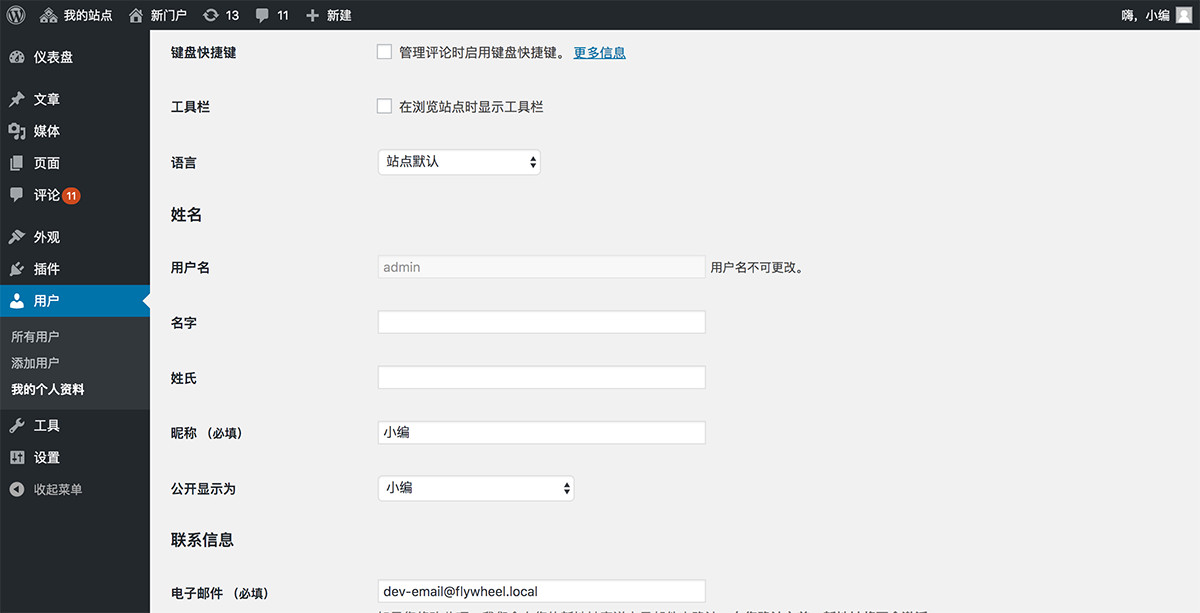 我的站点 新门户 13 11 新建 嗨，小编
仪表盘
文章
媒体
页面
评论 11
外观
插件
用户
所有用户
添加用户
我的个人资料
工具
设置
收起菜单
键盘快捷键 管理评论时启用键盘快捷键。 更多信息
工具栏 在浏览站点时显示工具栏
语言 站点默认
姓名
用户名 admin 用户名不可更改。
名字
姓氏
昵称 （必填） 小编
公开显示为 小编
联系信息
电子邮件 （必填） dev-email@flywheel.local